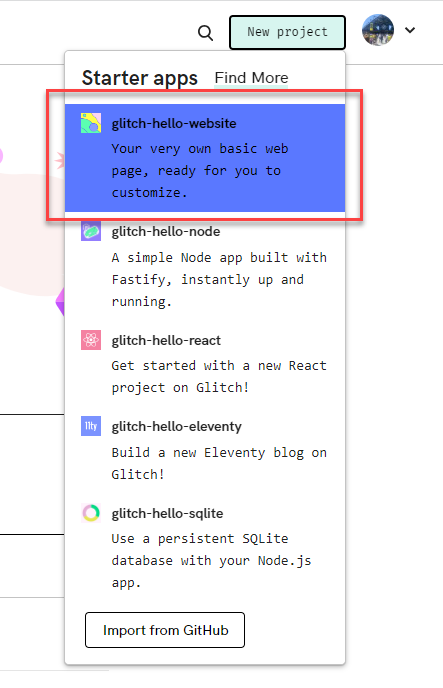 New project
Starter apps Find More
glitch-hello-website
Your very own basic web
page, ready for you to
customize.
glitch-hello-node
A simple Node app built with
Fastify, instantly up and
running.
glitch-hello-react
Get started with a new React
project on Glitch!
11ty
glitch-hello-eleventy
Build a new Eleventy blog on
Glitch!
glitch-hello-sqlite
Use a persistent SQLite
database with your Node.js
app.
Import from GitHub